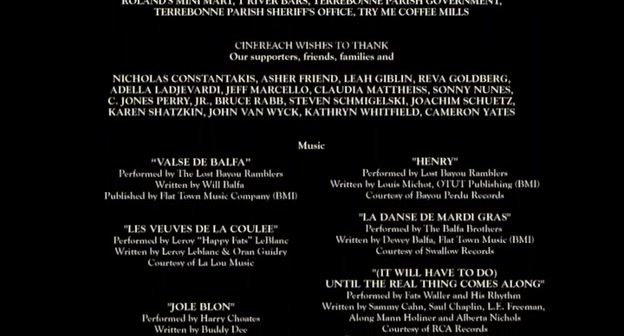 ROLAND'S MINI MART, T RIVER BARS, TERREBONNE PARISH GOVERNMENT,
TERREBONNE PARISH SHERIFF'S OFFICE, TRY ME COFFEE MILLS
CINEREACH WISHES TO THANK
Our supporters, friends, families and
NICHOLAS CONSTANTAKIS, ASHER FRIEND, LEAH GIBLIN, REVA GOLDBERG,
ADELLA LADJEVARDI, JEFF MARCELLO, CLAUDIA MATTHEISS, SONNY NUNES,
C. JONES PERRY, JR., BRUCE RABB, STEVEN SCHMIGELSKI, JOACHIM SCHUETZ,
KAREN SHATZKIN, JOHN VAN WYCK, KATHRYN WHITFIELD, CAMERON YATES
Music
"VALSE DE BALFA"
Performed by The Lost Bayou Ramblers
Written by Will Balfa
Published by Flat Town Music Company (BMI)
"LES VEUVES DE LA COULEE"
Performed by Leroy "Happy Fats" LeBlanc
Written by Leroy Leblanc & Oran Guidry
Courtesy of La Lou Music
"JOLE BLON"
Performed by Harry Choates
Written by Buddy Dee
"HENRY"
Performed by Lost Bayou Ramblers
Written by Louis Michot, OTUT Publishing (BMI)
Courtesy of Bayou Perdu Records
"LA DANSE DE MARDI GRAS"
Performed by The Balfa Brothers
Written by Dewey Balfa, Flat Town Music (BMI)
Courtesy of Swallow Records
"(IT WILL HAVE TO DO)
UNTIL THE REAL THING COMES ALONG"
Performed by Fats Waller and His Rhythm
Written by Sammy Cahn, Saul Chaplin, L.E. Freeman,
Along Mann Holiner and Alberta Nichols
Courtesy of RCA Records